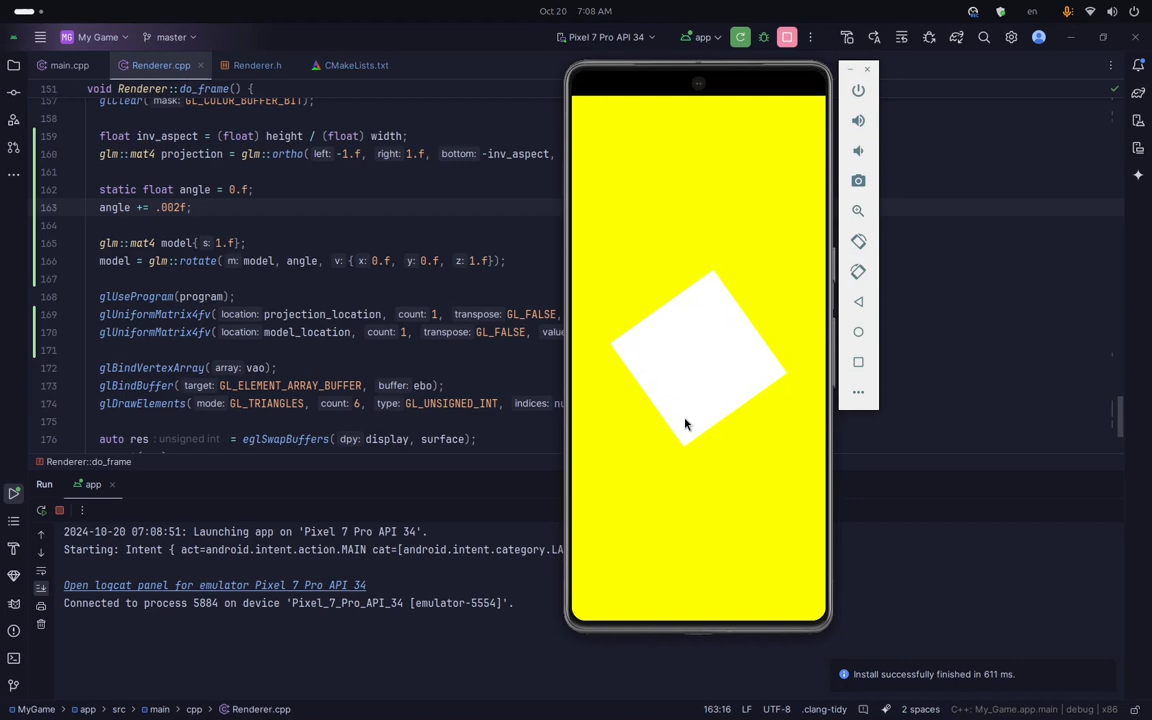 Oct 20 7:08 AM
en
MG My Game
master
Pixel 7 Pro API 34
app
main.cpp
Renderer.cpp
Renderer.h
CMakeLists.txt
151 void Renderer::do_frame() {
157 glClear( mask: GL_COLOR_BUFFER_BIT);
158
159 float inv_aspect = (float) height / (float) width;
160 glm::mat4 projection = glm::ortho( left: -1.f, right: 1.f, bottom: -inv_aspect,
161
162 static float angle = 0.f;
163 angle += .002f;
164
165 glm::mat4 model{ s: 1.f};
166 model = glm::rotate( m: model, angle, v: { x: 0.f, y: 0.f, z: 1.f});
167
168 glUseProgram(program);
169 glUniformMatrix4fv( location: projection_location, count: 1, transpose: GL_FALSE,
170 glUniformMatrix4fv( location: model_location, count: 1, transpose: GL_FALSE, value
171
172 glBindVertexArray( array: vao);
173 glBindBuffer( target: GL_ELEMENT_ARRAY_BUFFER, buffer: ebo);
174 glDrawElements( mode: GL_TRIANGLES, count: 6, type: GL_UNSIGNED_INT, indices: nu
175
176 auto res : unsigned int = eglSwapBuffers( dpy: display, surface);
Renderer::do_frame
Run
app
2024-10-20 07:08:51: Launching app on 'Pixel 7 Pro API 34'.
Starting: Intent { act=android.intent.action.MAIN cat=[android.intent.category.LA
Open logcat panel for emulator Pixel 7 Pro API 34
Connected to process 5884 on device 'Pixel_7_Pro_API_34 [emulator-5554]'.
Install successfully finished in 611 ms.
MyGame > app > src > main > cpp > Renderer.cpp
163:16 LF UTF-8 .clang-tidy 2 spaces C++: My_Game.app.main | debug | x86